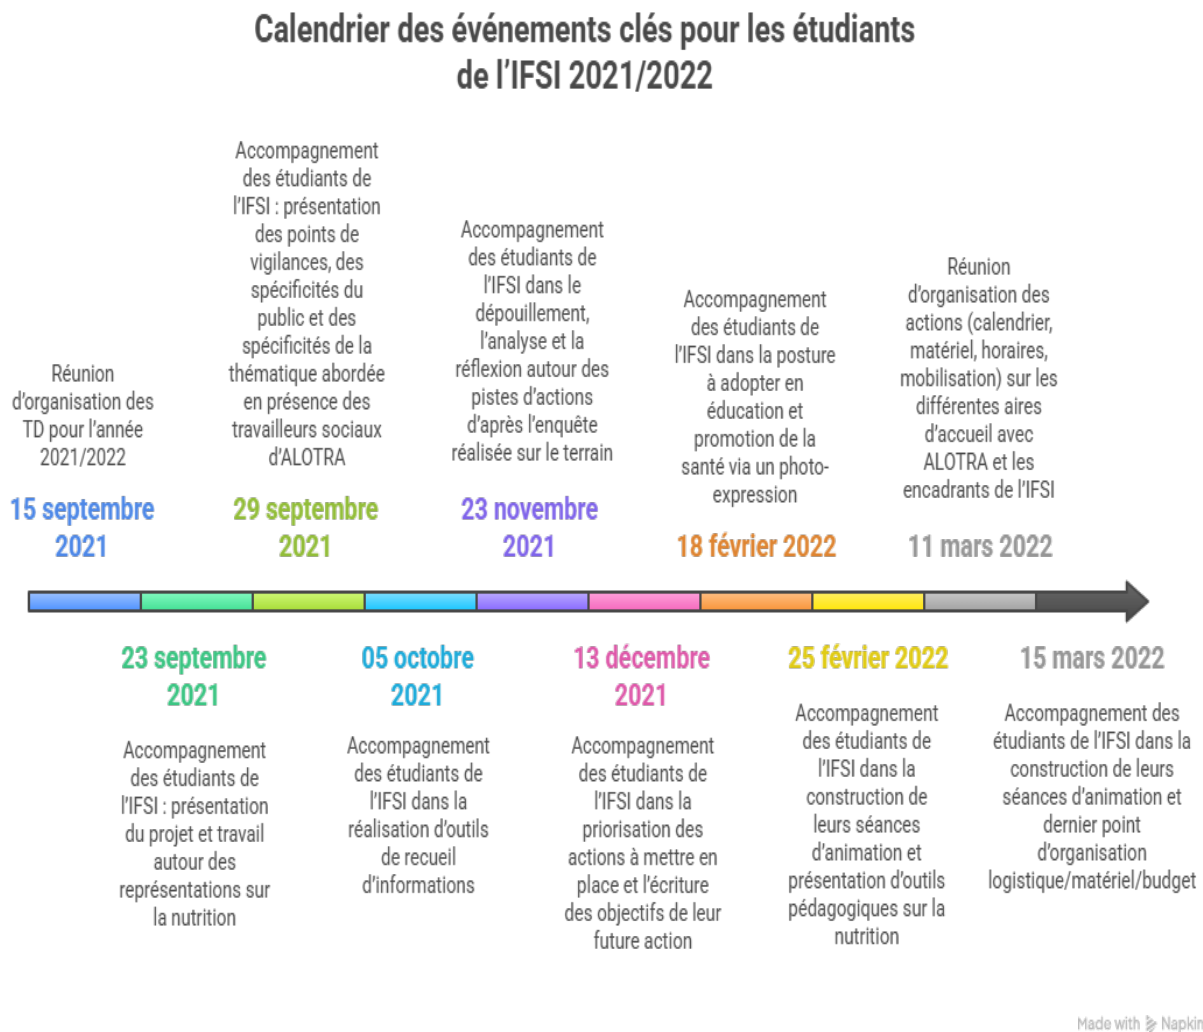 Calendrier des événements clés pour les étudiants
de l'IFSI 2021/2022
Réunion
d'organisation des
TD pour l'année
2021/2022
15 septembre
2021
Accompagnement
des étudiants de
l'IFSI : présentation
des points de
vigilances, des
spécificités du
public et des
spécificités de la
thématique abordée
en présence des
travailleurs sociaux
d'ALOTRA
29 septembre
2021
Accompagnement
des étudiants de
l'IFSI dans le
dépouillement,
l'analyse et la
réflexion autour des
pistes d'actions
d'après l'enquête
réalisée sur le terrain
23 novembre
2021
Accompagnement
des étudiants de
l'IFSI dans la posture
à adopter en
éducation et
promotion de la
santé via un photo-
expression
18 février 2022
Réunion
d'organisation des
actions (calendrier,
matériel, horaires,
mobilisation) sur les
différentes aires
d'accueil avec
ALOTRA et les
encadrants de l'IFSI
11 mars 2022
23 septembre
2021
Accompagnement
des étudiants de
l'IFSI : présentation
du projet et travail
autour des
représentations sur
la nutrition
05 octobre
2021
Accompagnement
des étudiants de
l'IFSI dans la
réalisation d'outils
de recueil
d'informations
13 décembre
2021
Accompagnement
des étudiants de
l'IFSI dans la
priorisation des
actions à mettre en
place et l'écriture
des objectifs de leur
future action
25 février 2022
Accompagnement
des étudiants de
l'IFSI dans la
construction de
leurs séances
d'animation et
présentation d'outils
pédagogiques sur la
nutrition
15 mars 2022
Accompagnement des
étudiants de l'IFSI dans la
construction de leurs
séances d'animation et
dernier point
d'organisation
logistique/matériel/budget
Made with Napkin